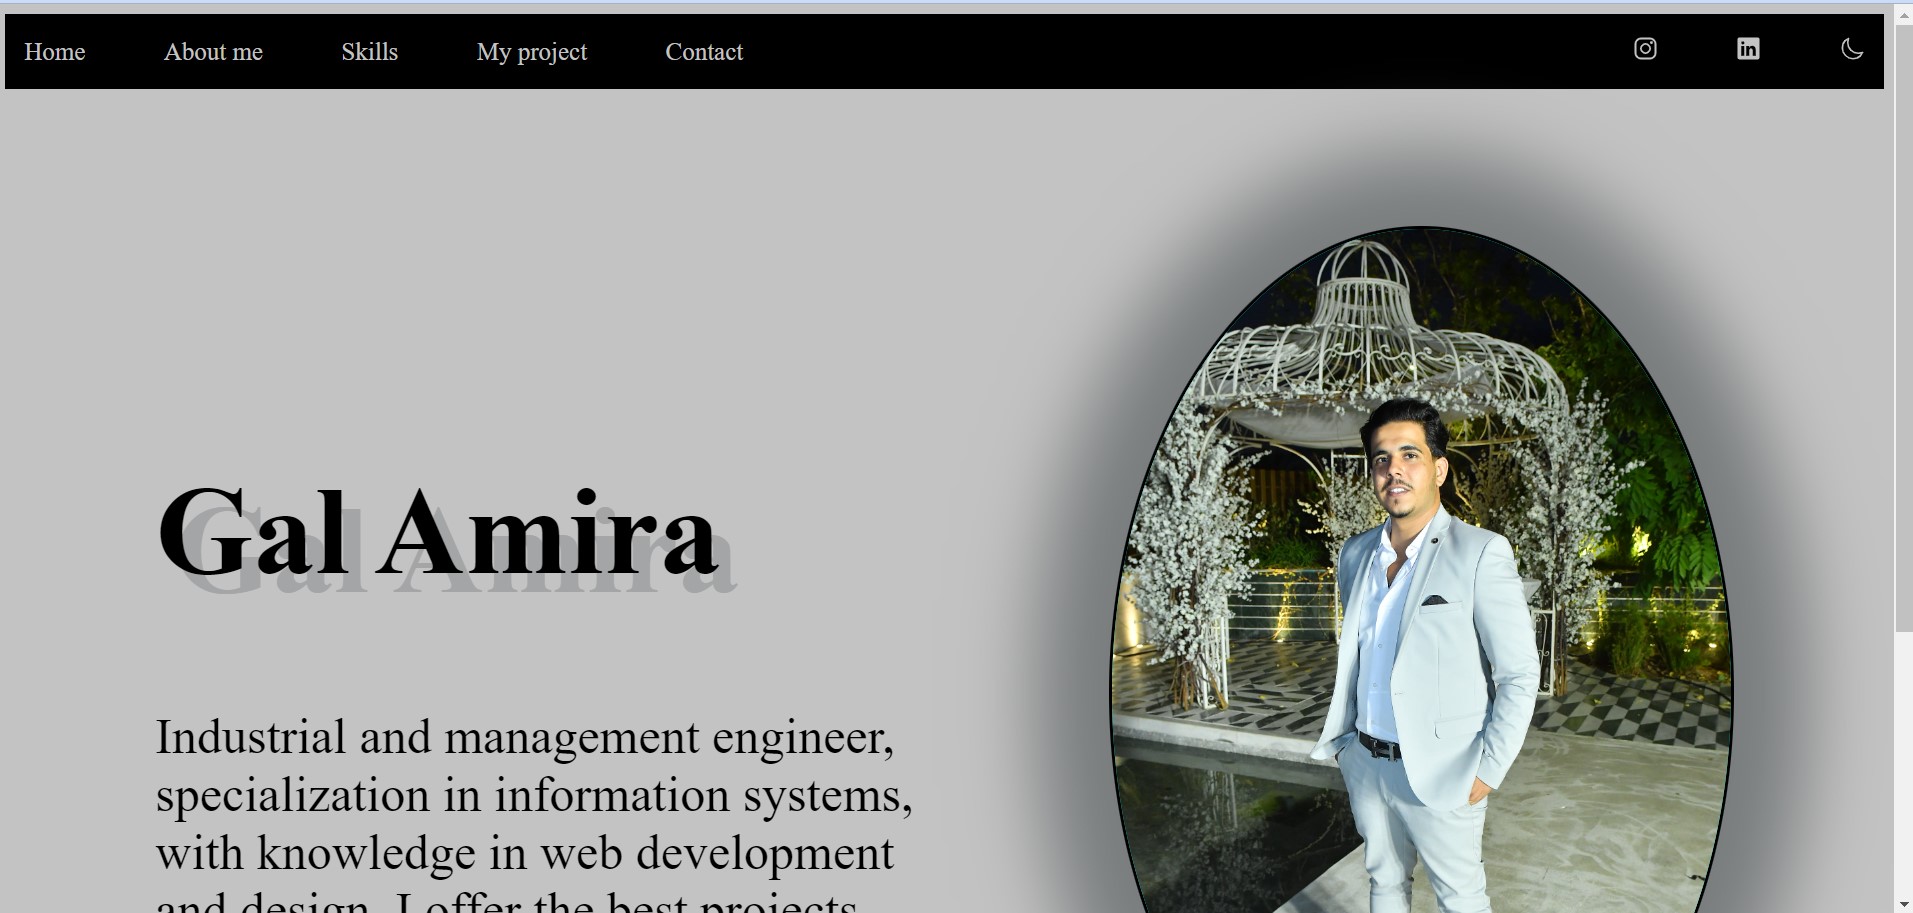 Home About me Skills My project Contact
Gal Amira
Industrial and management engineer,
specialization in information systems,
with knowledge in web development
and design. I offer the best projects